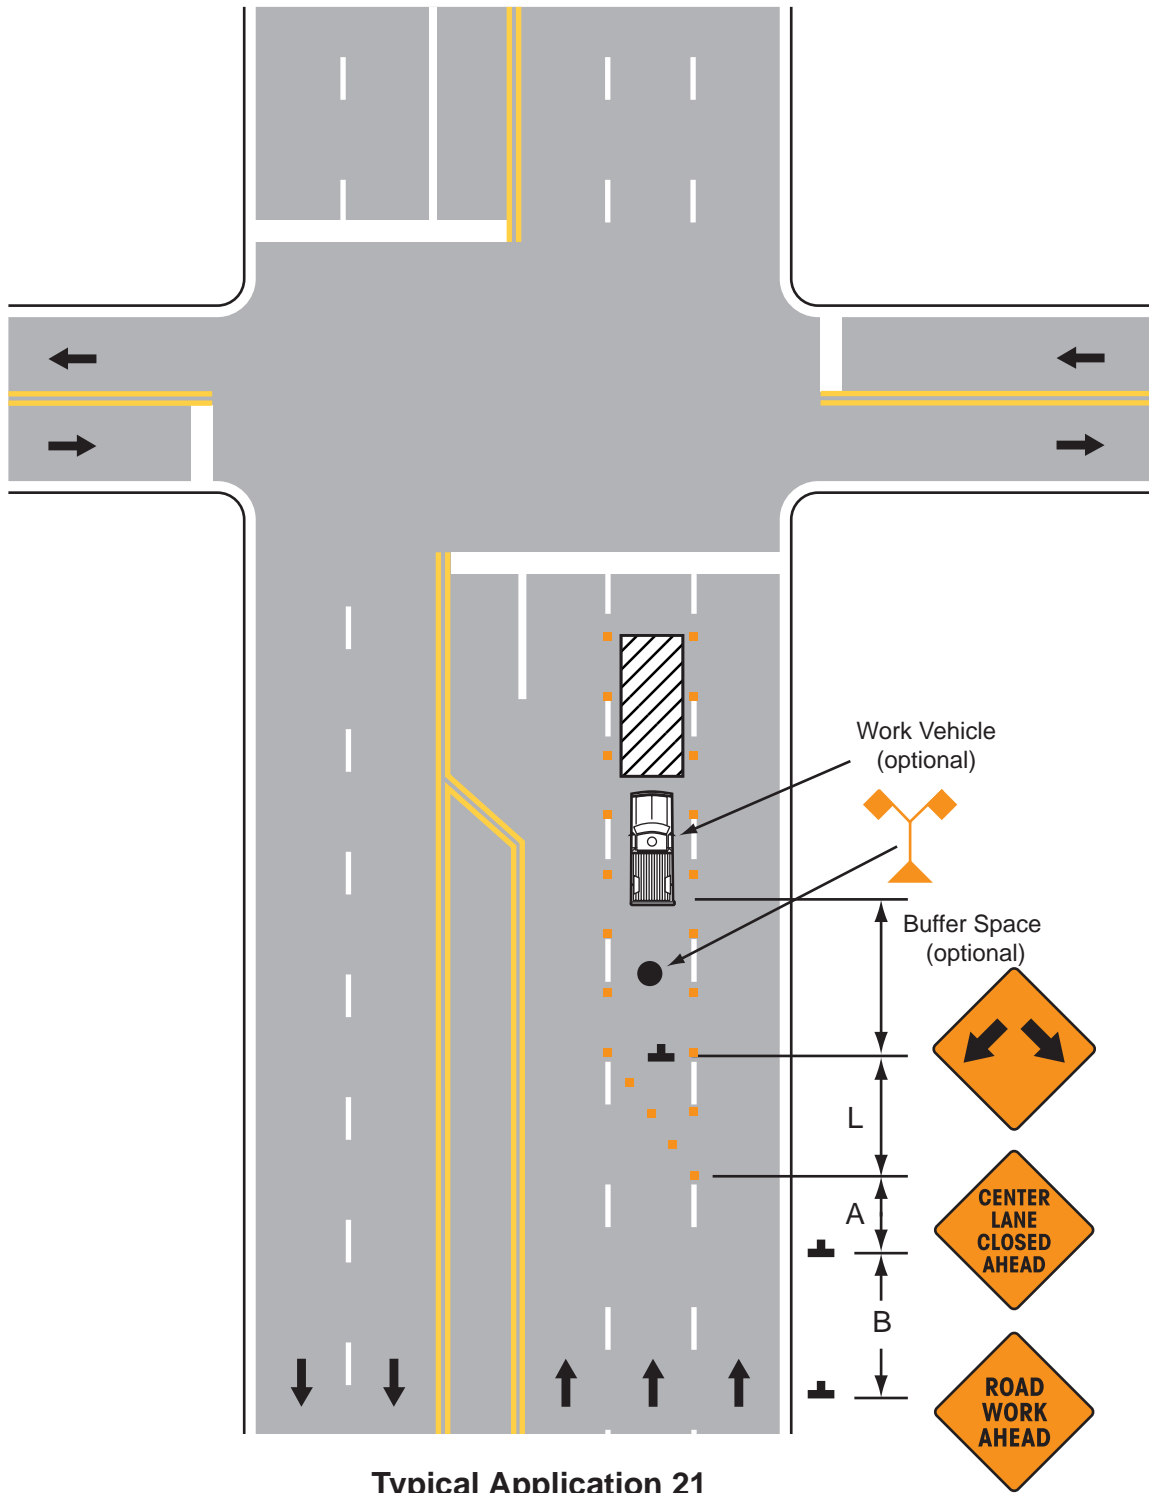 Work Vehicle
(optional)
Buffer Space
(optional)
L
A
CENTER
LANE
CLOSED
AHEAD
B
ROAD
WORK
AHEAD
Typical Application 21